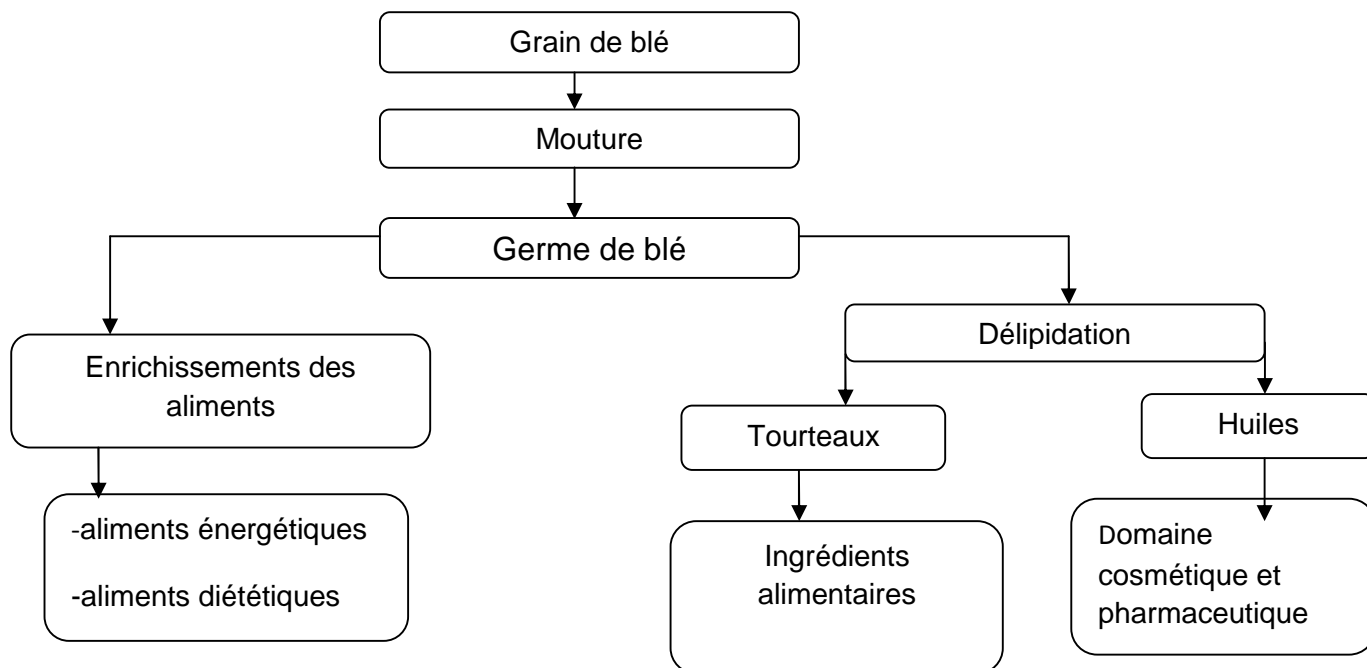 Grain de blé
Mouture
Germe de blé
Délipidation
Enrichissements des
aliments
Tourteaux
Huiles
-aliments énergétiques
-aliments diététiques
Ingrédients
alimentaires
Domaine
cosmétique et
pharmaceutique